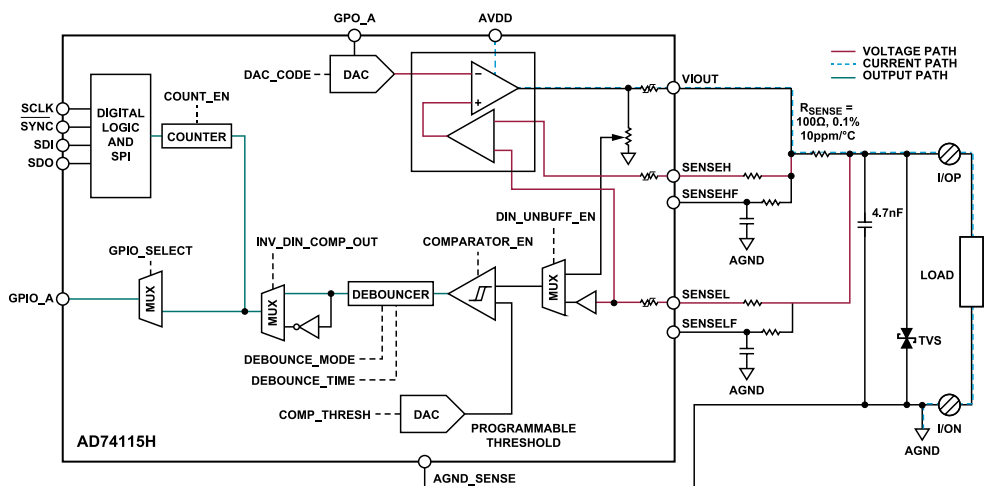 GPO_A
AVDD
VOLTAGE PATH
CURRENT PATH
OUTPUT PATH
DAC_CODE
DAC
−
+
VIOUT
RSENSE =
100Ω, 0.1%
10ppm/°C
SCLK
SYNC
SDI
SDO
DIGITAL
LOGIC
AND
SPI
COUNT_EN
COUNTER
SENSEH
SENSEHF
I/OP
4.7nF
AGND
LOAD
GPIO_SELECT
INV_DIN_COMP_OUT
COMPARATOR_EN
DIN_UNBUFF_EN
GPIO_A
MUX
MUX
DEBOUNCER
MUX
SENSEL
SENSELF
TVS
DEBOUNCE_MODE
DEBOUNCE_TIME
AGND
COMP_THRESH
DAC
PROGRAMMABLE
THRESHOLD
I/ON
AGND
AD74115H
AGND_SENSE